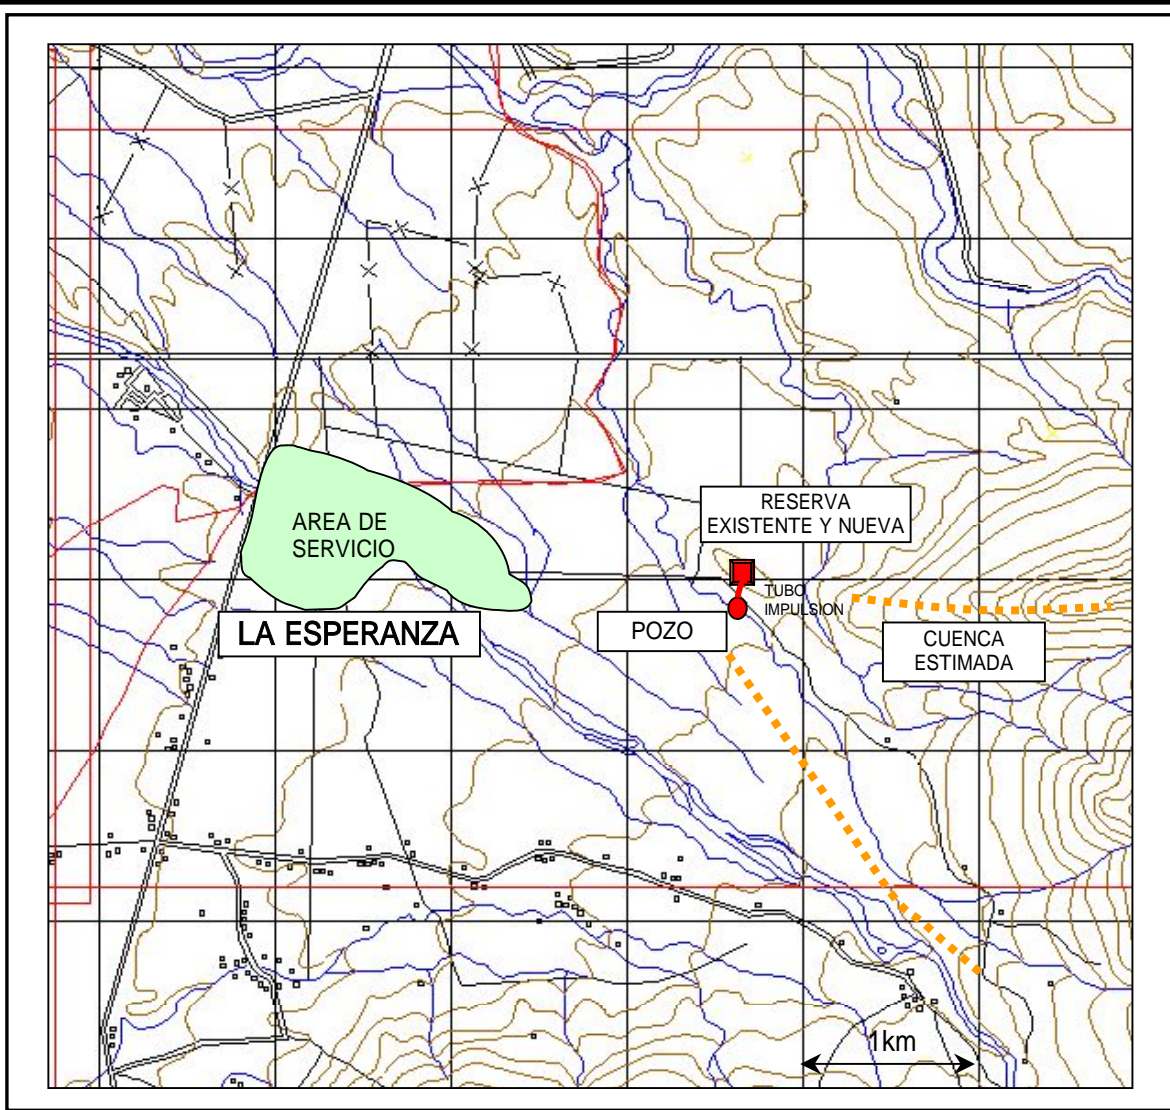 RESERVA
EXISTENTE Y NUEVA
AREA DE
SERVICIO
TUBO
IMPULSION
LA ESPERANZA
POZO
CUENCA
ESTIMADA
1km